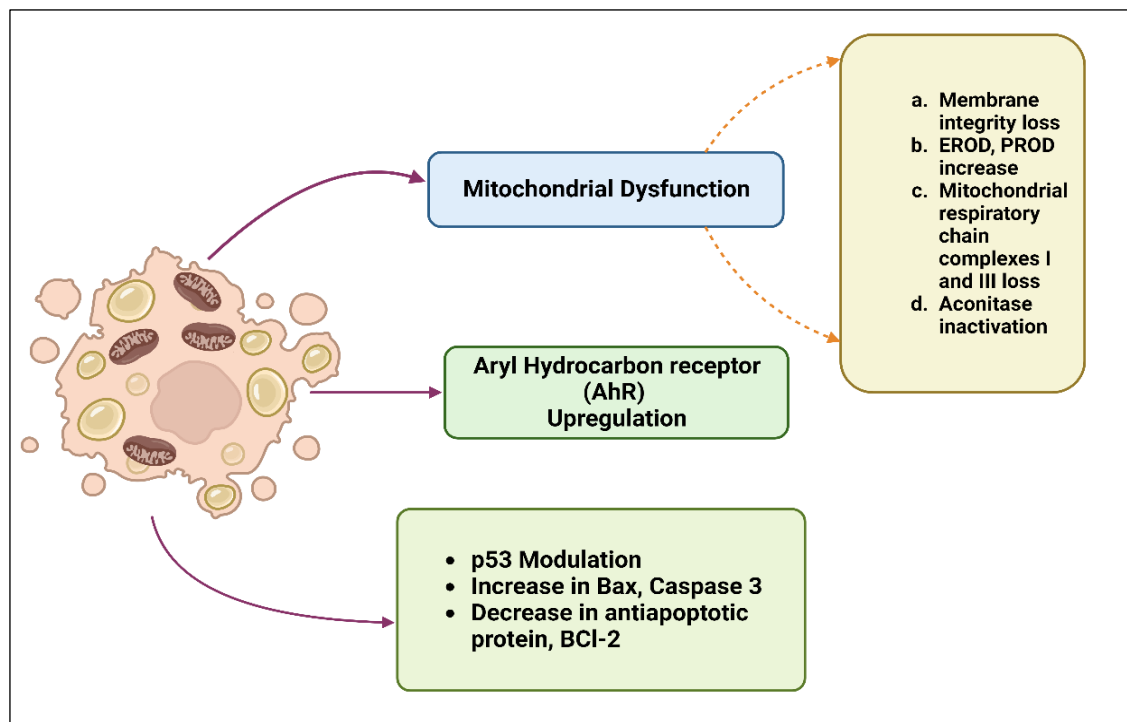 Mitochondrial Dysfunction
a. Membrane
integrity loss
b. EROD, PROD
increase
c. Mitochondrial
respiratory
chain
complexes I
and III loss
d. Aconitase
inactivation
Aryl Hydrocarbon receptor
(AhR)
Upregulation
• p53 Modulation
• Increase in Bax, Caspase 3
• Decrease in antiapoptotic
protein, BCl-2